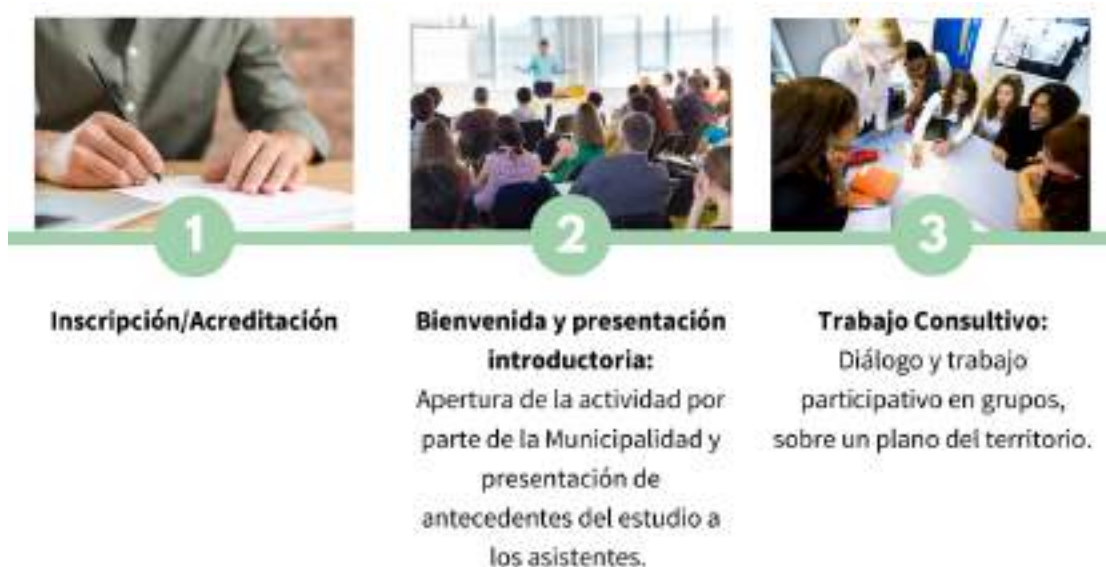 1
2
3
Inscripción/Acreditación
Bienvenida y presentación
introductoria:
Apertura de la actividad por
parte de la Municipalidad y
presentación de
antecedentes del estudio a
los asistentes.
Trabajo Consultivo:
Diálogo y trabajo
participativo en grupos,
sobre un plano del territorio.